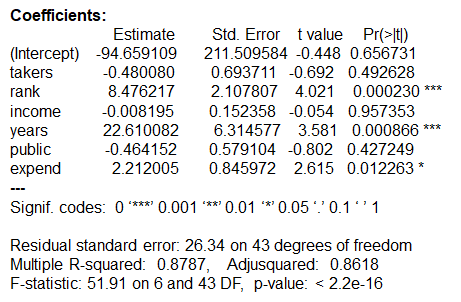 Coefficients:
Estimate Std. Error t value Pr(>|t|)
(Intercept) -94.659109 211.509584 -0.448 0.656731
takers -0.480080 0.693711 -0.692 0.492628
rank 8.476217 2.107807 4.021 0.000230 ***
income -0.008195 0.152358 -0.054 0.957353
years 22.610082 6.314577 3.581 0.000866 ***
public -0.464152 0.579104 -0.802 0.427249
expend 2.212005 0.845972 2.615 0.012263 *
---
Signif. codes: 0 ‘***’ 0.001 ‘**’ 0.01 ‘*’ 0.05 ‘.’ 0.1 ‘ ’ 1
Residual standard error: 26.34 on 43 degrees of freedom
Multiple R-squared: 0.8787, Adjusquared: 0.8618
F-statistic: 51.91 on 6 and 43 DF, p-value: < 2.2e-16